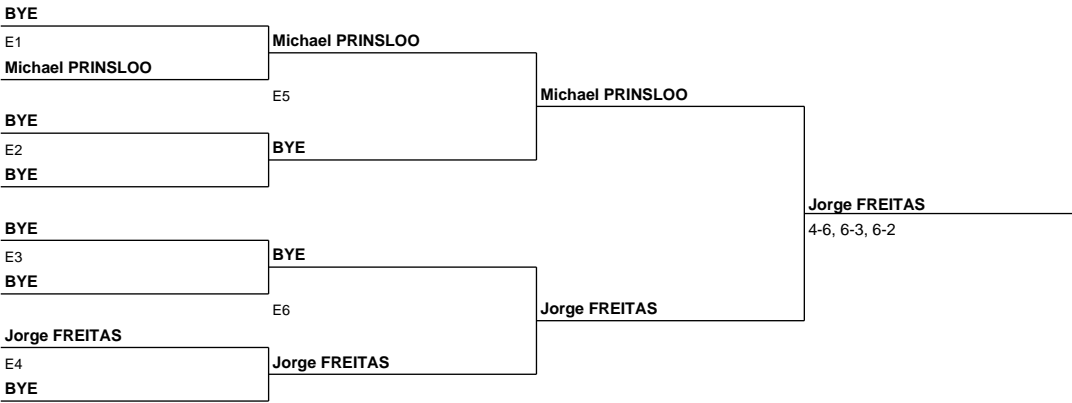 BYE
E1
Michael PRINSLOO
BYE
E2
BYE
BYE
E3
BYE
Jorge FREITAS
E4
BYE
Michael PRINSLOO
E5
BYE
BYE
E6
Jorge FREITAS
Michael PRINSLOO
Jorge FREITAS
Jorge FREITAS
4-6, 6-3, 6-2